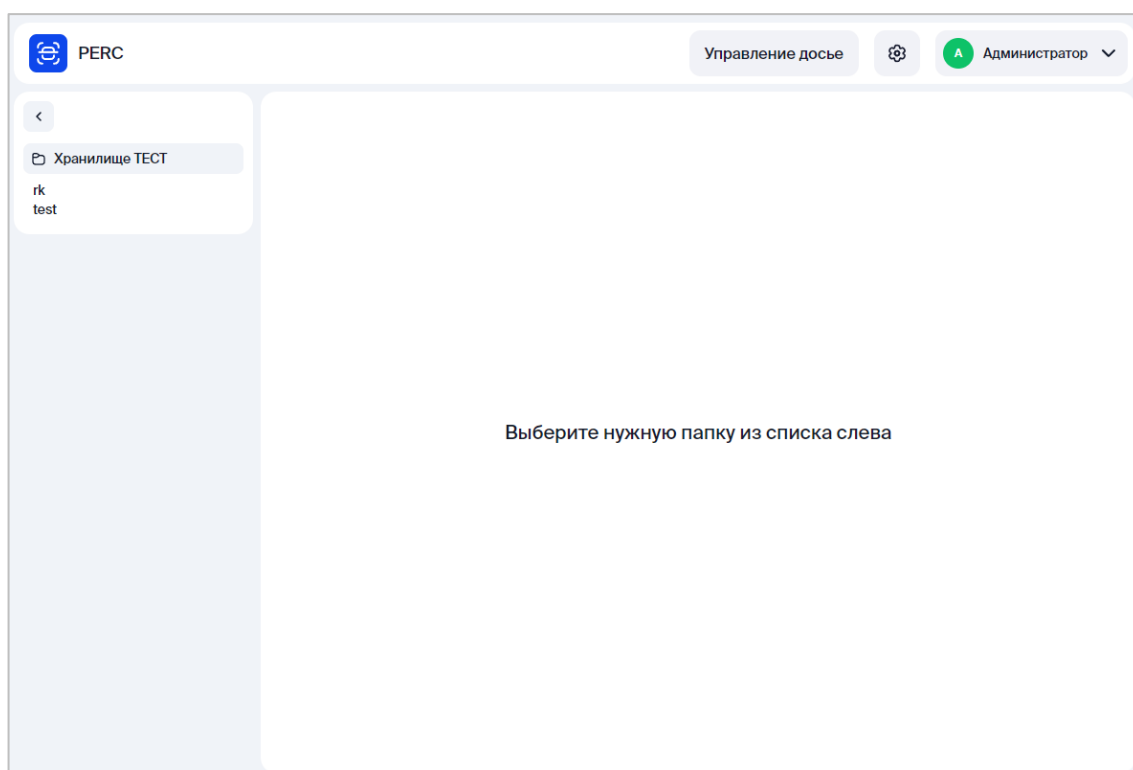 PERC
Управление досье
А Администратор
Хранилище ТЕСТ
rk
test
Выберите нужную папку из списка слева